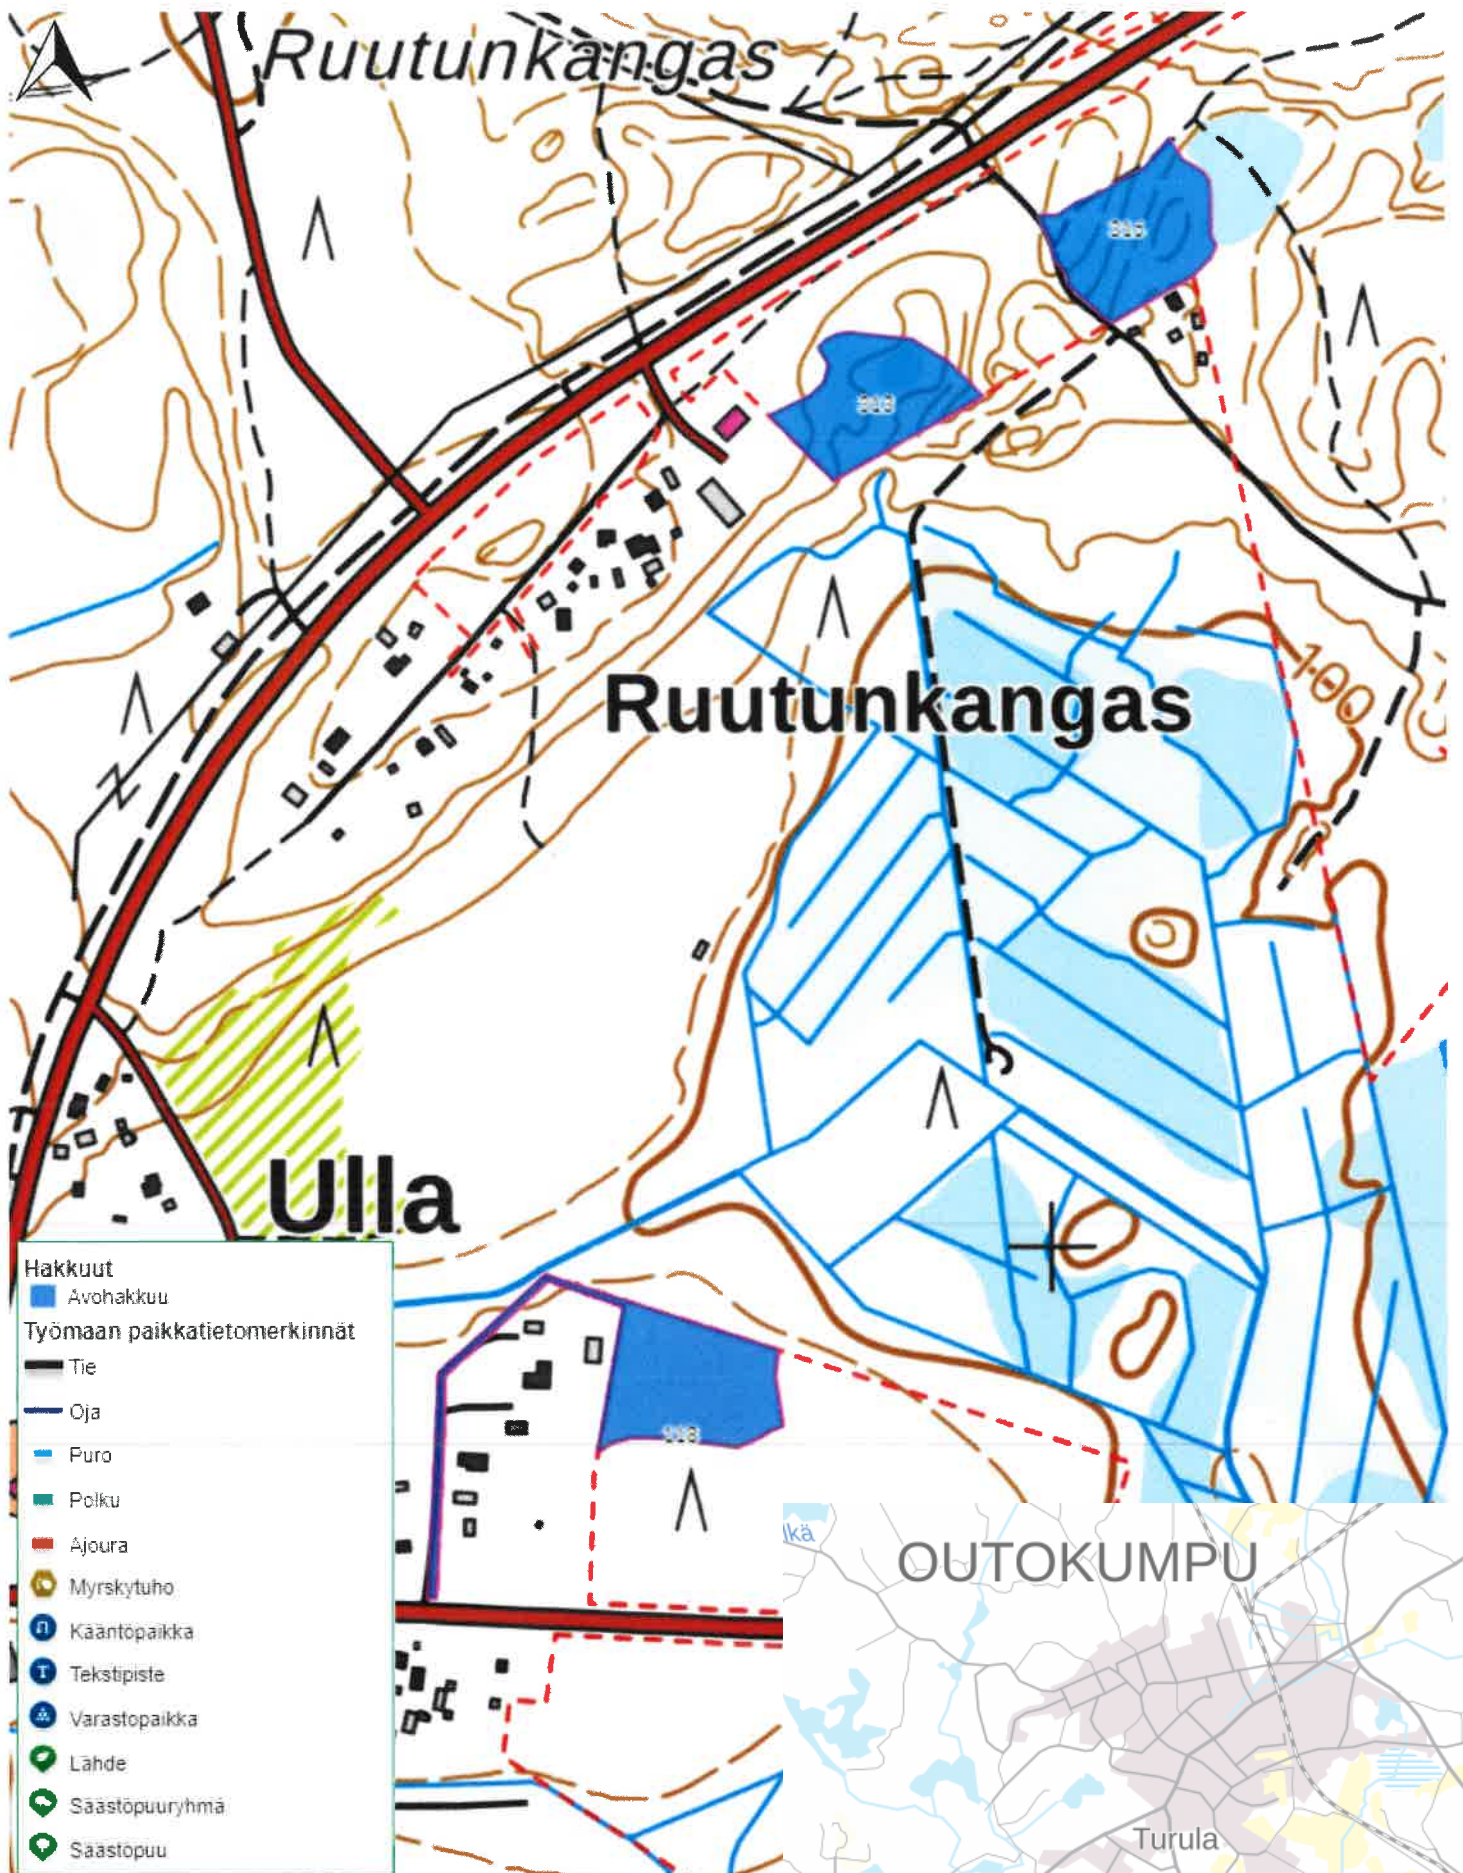 Ruutunkangas
Ruutunkangas
100
Ulla
Hakkuut
Avohakkuu
Työmaan paikkatietomerkinnät
Tie
Oja
Puro
Polku
Ajoura
Myrskytuho
Kääntöpaikka
T
Tekstipiste
Varastopaikka
Lähde
Säästöpuuryhmä
Säästöpuu
OUTOKUMPU
Turula